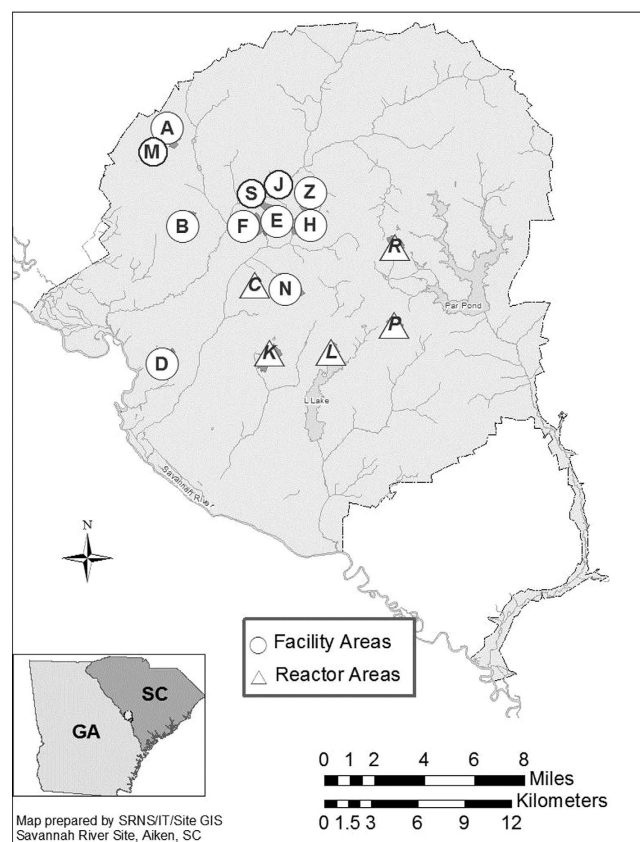 A
M
J
S
Z
B
F
E
H
R
C
N
Par Pond
P
D
K
L
L Lake
Savannah River
N
Facility Areas
Reactor Areas
SC
GA
0 1 2 4 6 8
Miles
Kilometers
0 1.5 3 6 9 12
Map prepared by SRNS/IT/Site GIS
Savannah River Site, Aiken, SC